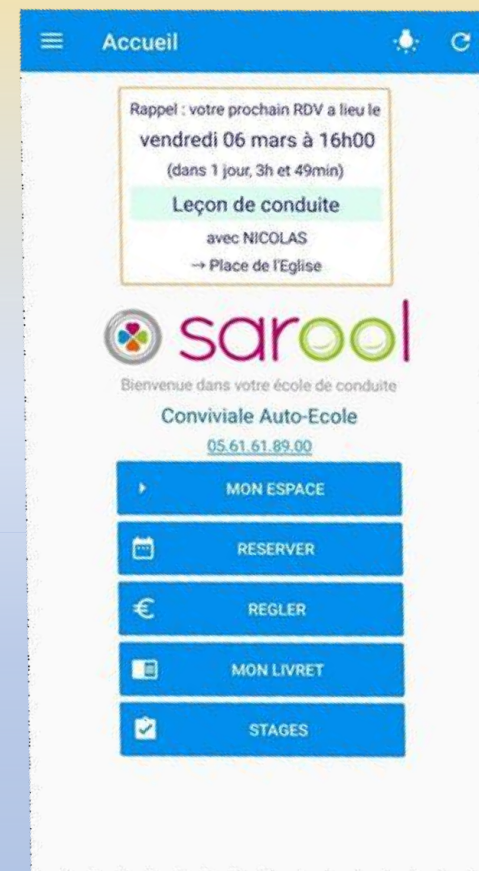 Accueil
Rappel : votre prochain RDV a lieu le
vendredi 06 mars à 16h00
(dans 1 jour, 3h et 49min)
Leçon de conduite
avec NICOLAS
→ Place de l'Eglise
sarool
Bienvenue dans votre école de conduite
Conviviale Auto-Ecole
05.61.61.89.00
MON ESPACE
RESERVER
€ REGLER
MON LIVRET
STAGES